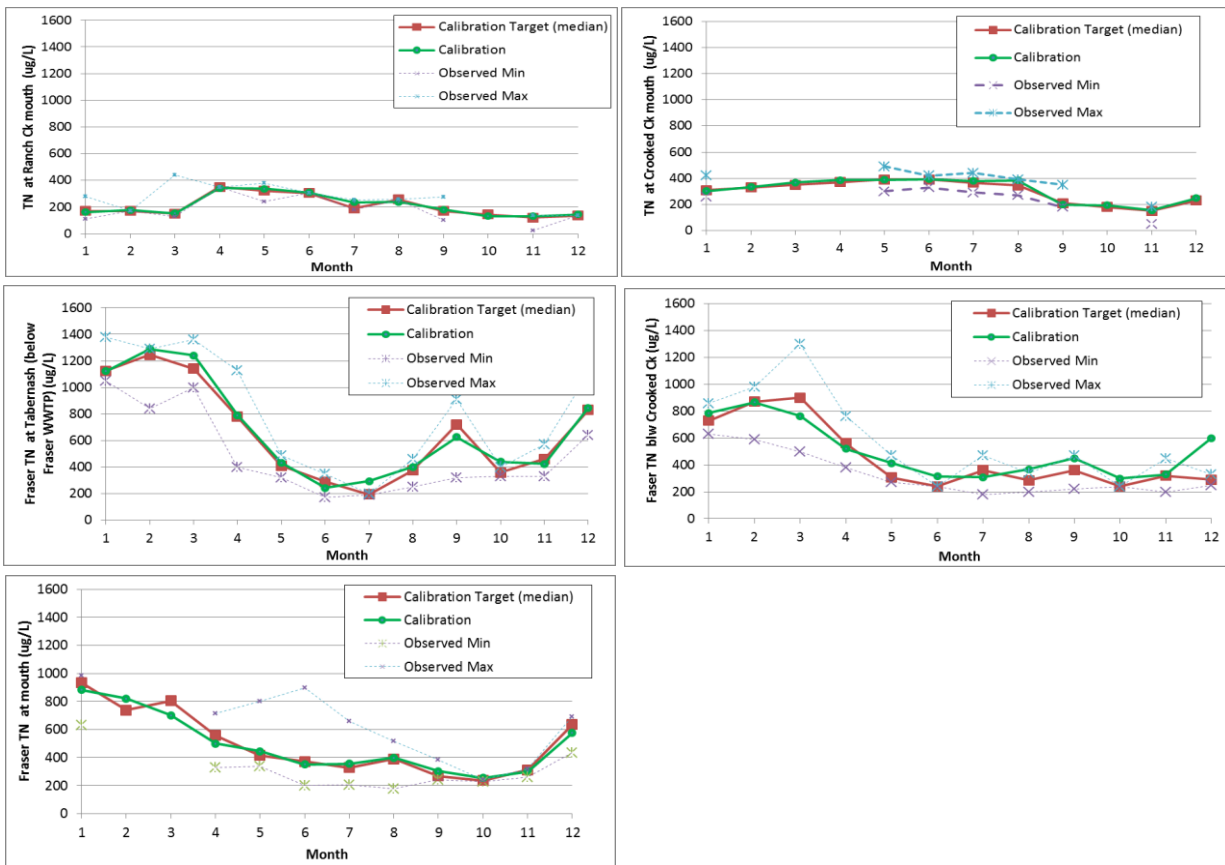 TN at Ranch Ck mouth (ug/L)
1600
1400
1200
1000
800
600
400
200
0
1 2 3 4 5 6 7 8 9 10 11 12
Month
Calibration Target (median)
Calibration
Observed Min
Observed Max
TN at Crooked Ck mouth (ug/L)
1600
1400
1200
1000
800
600
400
200
0
1 2 3 4 5 6 7 8 9 10 11 12
Month
Calibration Target (median)
Calibration
Observed Min
Observed Max
Fraser TN at Tabernash (below
Fraser WWTP) (ug/L)
1600
1400
1200
1000
800
600
400
200
0
1 2 3 4 5 6 7 8 9 10 11 12
Month
Calibration Target (median)
Calibration
Observed Min
Observed Max
Faser TN blw Crooked Ck (ug/L)
1600
1400
1200
1000
800
600
400
200
0
1 2 3 4 5 6 7 8 9 10 11 12
Month
Calibration Target (median)
Calibration
Observed Min
Observed Max
Fraser TN at mouth (ug/L)
1600
1400
1200
1000
800
600
400
200
0
1 2 3 4 5 6 7 8 9 10 11 12
Month
Calibration Target (median)
Calibration
Observed Min
Observed Max